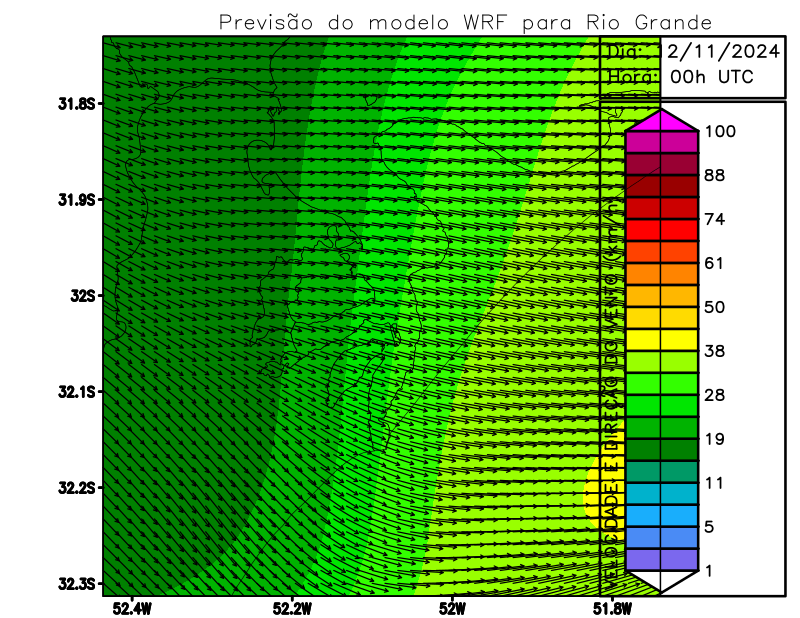 Previsão do modelo WRF para Rio Grande
Dia: 2/11/2024
Hora: 00h UTC
31.8S
31.9S
32S
32.1S
32.2S
32.3S
52.4W
52.2W
52W
51.8W
VELOCIDADE E DIREÇÃO DO VENTO (km/h)
100
88
74
61
50
38
28
19
11
5
1